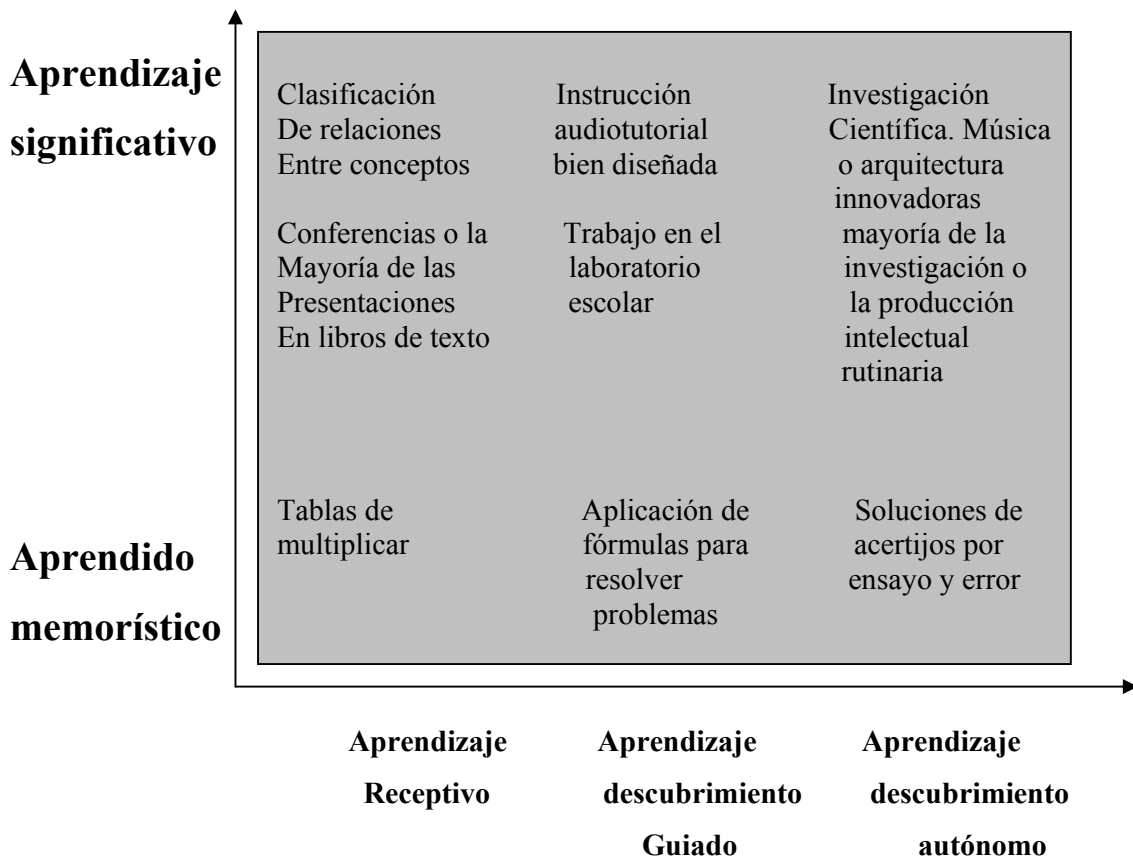 Aprendizaje
significativo
Clasificación
De relaciones
Entre conceptos
Conferencias o la
Mayoría de las
Presentaciones
En libros de texto
Instrucción
audiotutorial
bien diseñada
Trabajo en el
laboratorio
escolar
Investigación
Científica. Música
o arquitectura
innovadoras
mayoría de la
investigación o
la producción
intelectual
rutinaria
Aprendido
memorístico
Tablas de
multiplicar
Aplicación de
fórmulas para
resolver
problemas
Soluciones de
acertijos por
ensayo y error
Aprendizaje
Receptivo
Aprendizaje
descubrimiento
Guiado
Aprendizaje
descubrimiento
autónomo